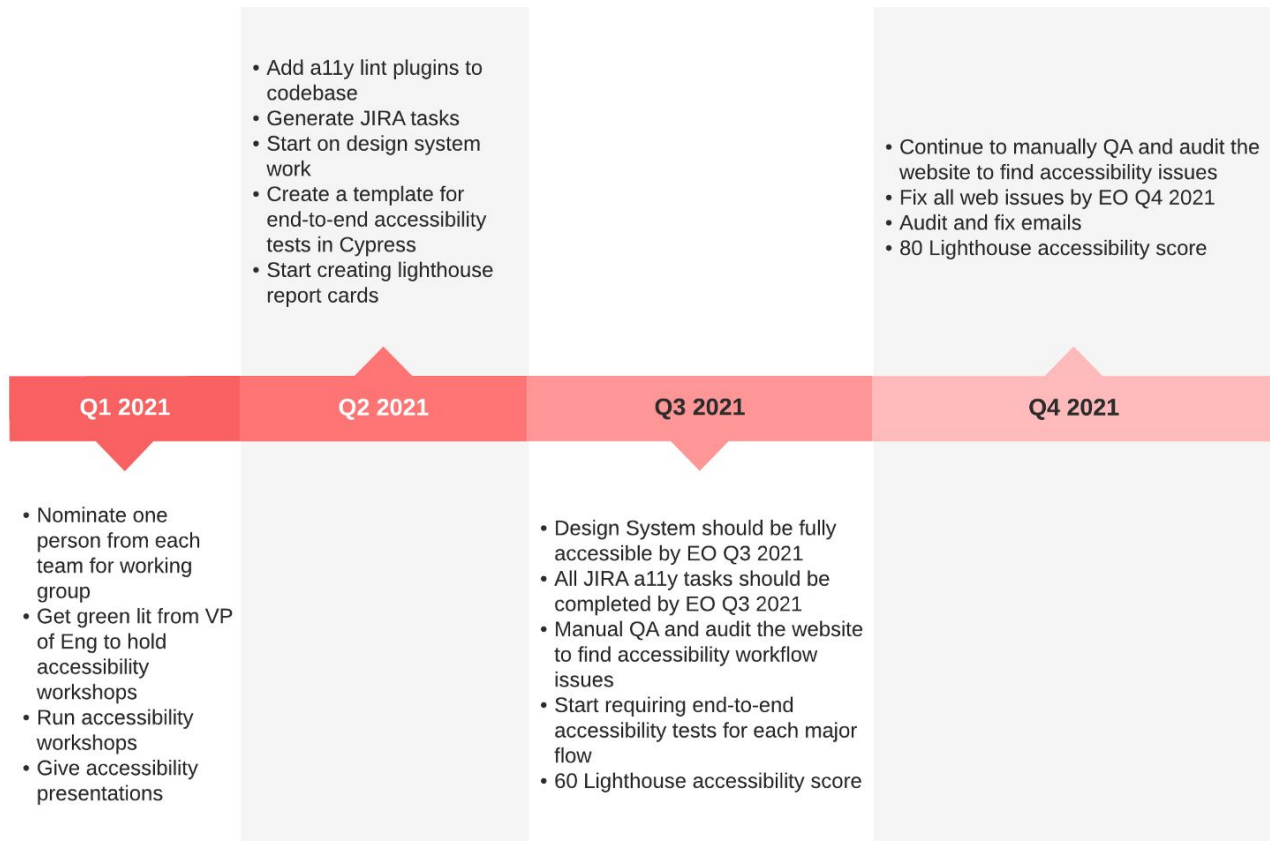 • Add a11y lint plugins to
codebase
• Generate JIRA tasks
• Start on design system
work
• Create a template for
end-to-end accessibility
tests in Cypress
• Start creating lighthouse
report cards
• Continue to manually QA and audit the
website to find accessibility issues
• Fix all web issues by EO Q4 2021
• Audit and fix emails
• 80 Lighthouse accessibility score
Q1 2021
Q2 2021
Q3 2021
Q4 2021
• Nominate one
person from each
team for working
group
• Get green lit from VP
of Eng to hold
accessibility
workshops
• Run accessibility
workshops
• Give accessibility
presentations
• Design System should be fully
accessible by EO Q3 2021
• All JIRA a11y tasks should be
completed by EO Q3 2021
• Manual QA and audit the website
to find accessibility workflow
issues
• Start requiring end-to-end
accessibility tests for each major
flow
• 60 Lighthouse accessibility score